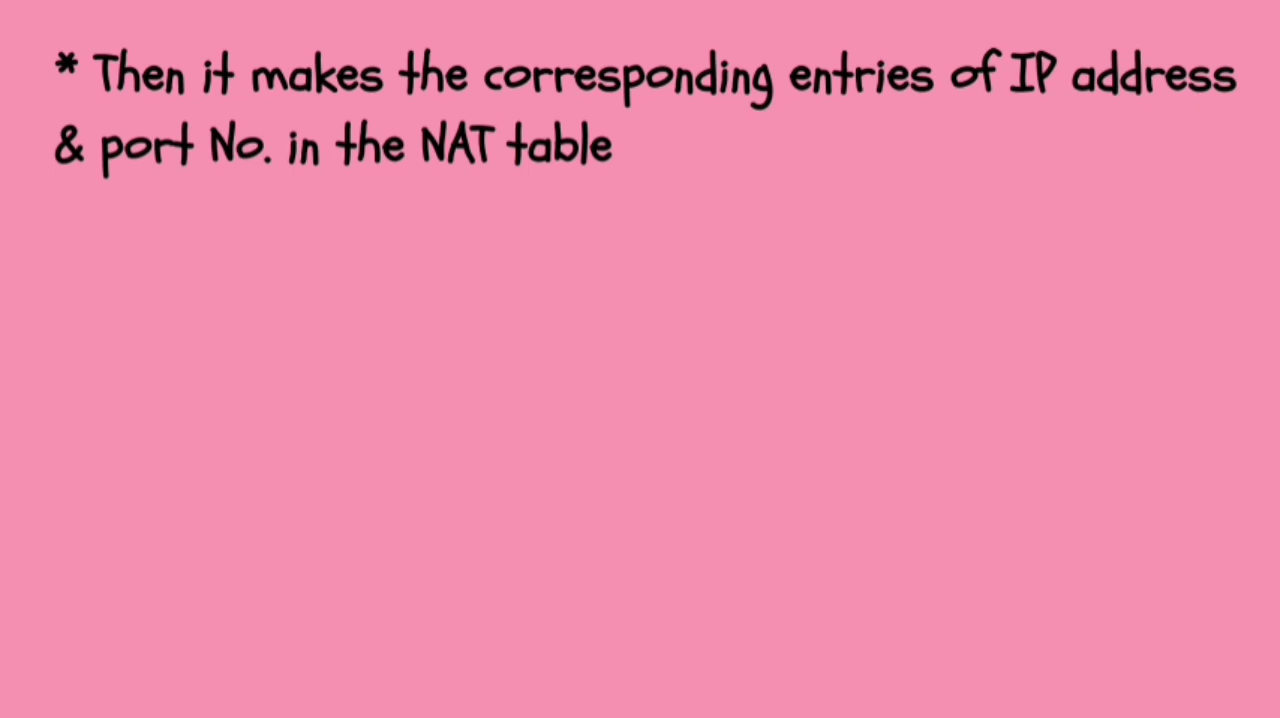 * Then it makes the corresponding entries of IP address
& port No. in the NAT table